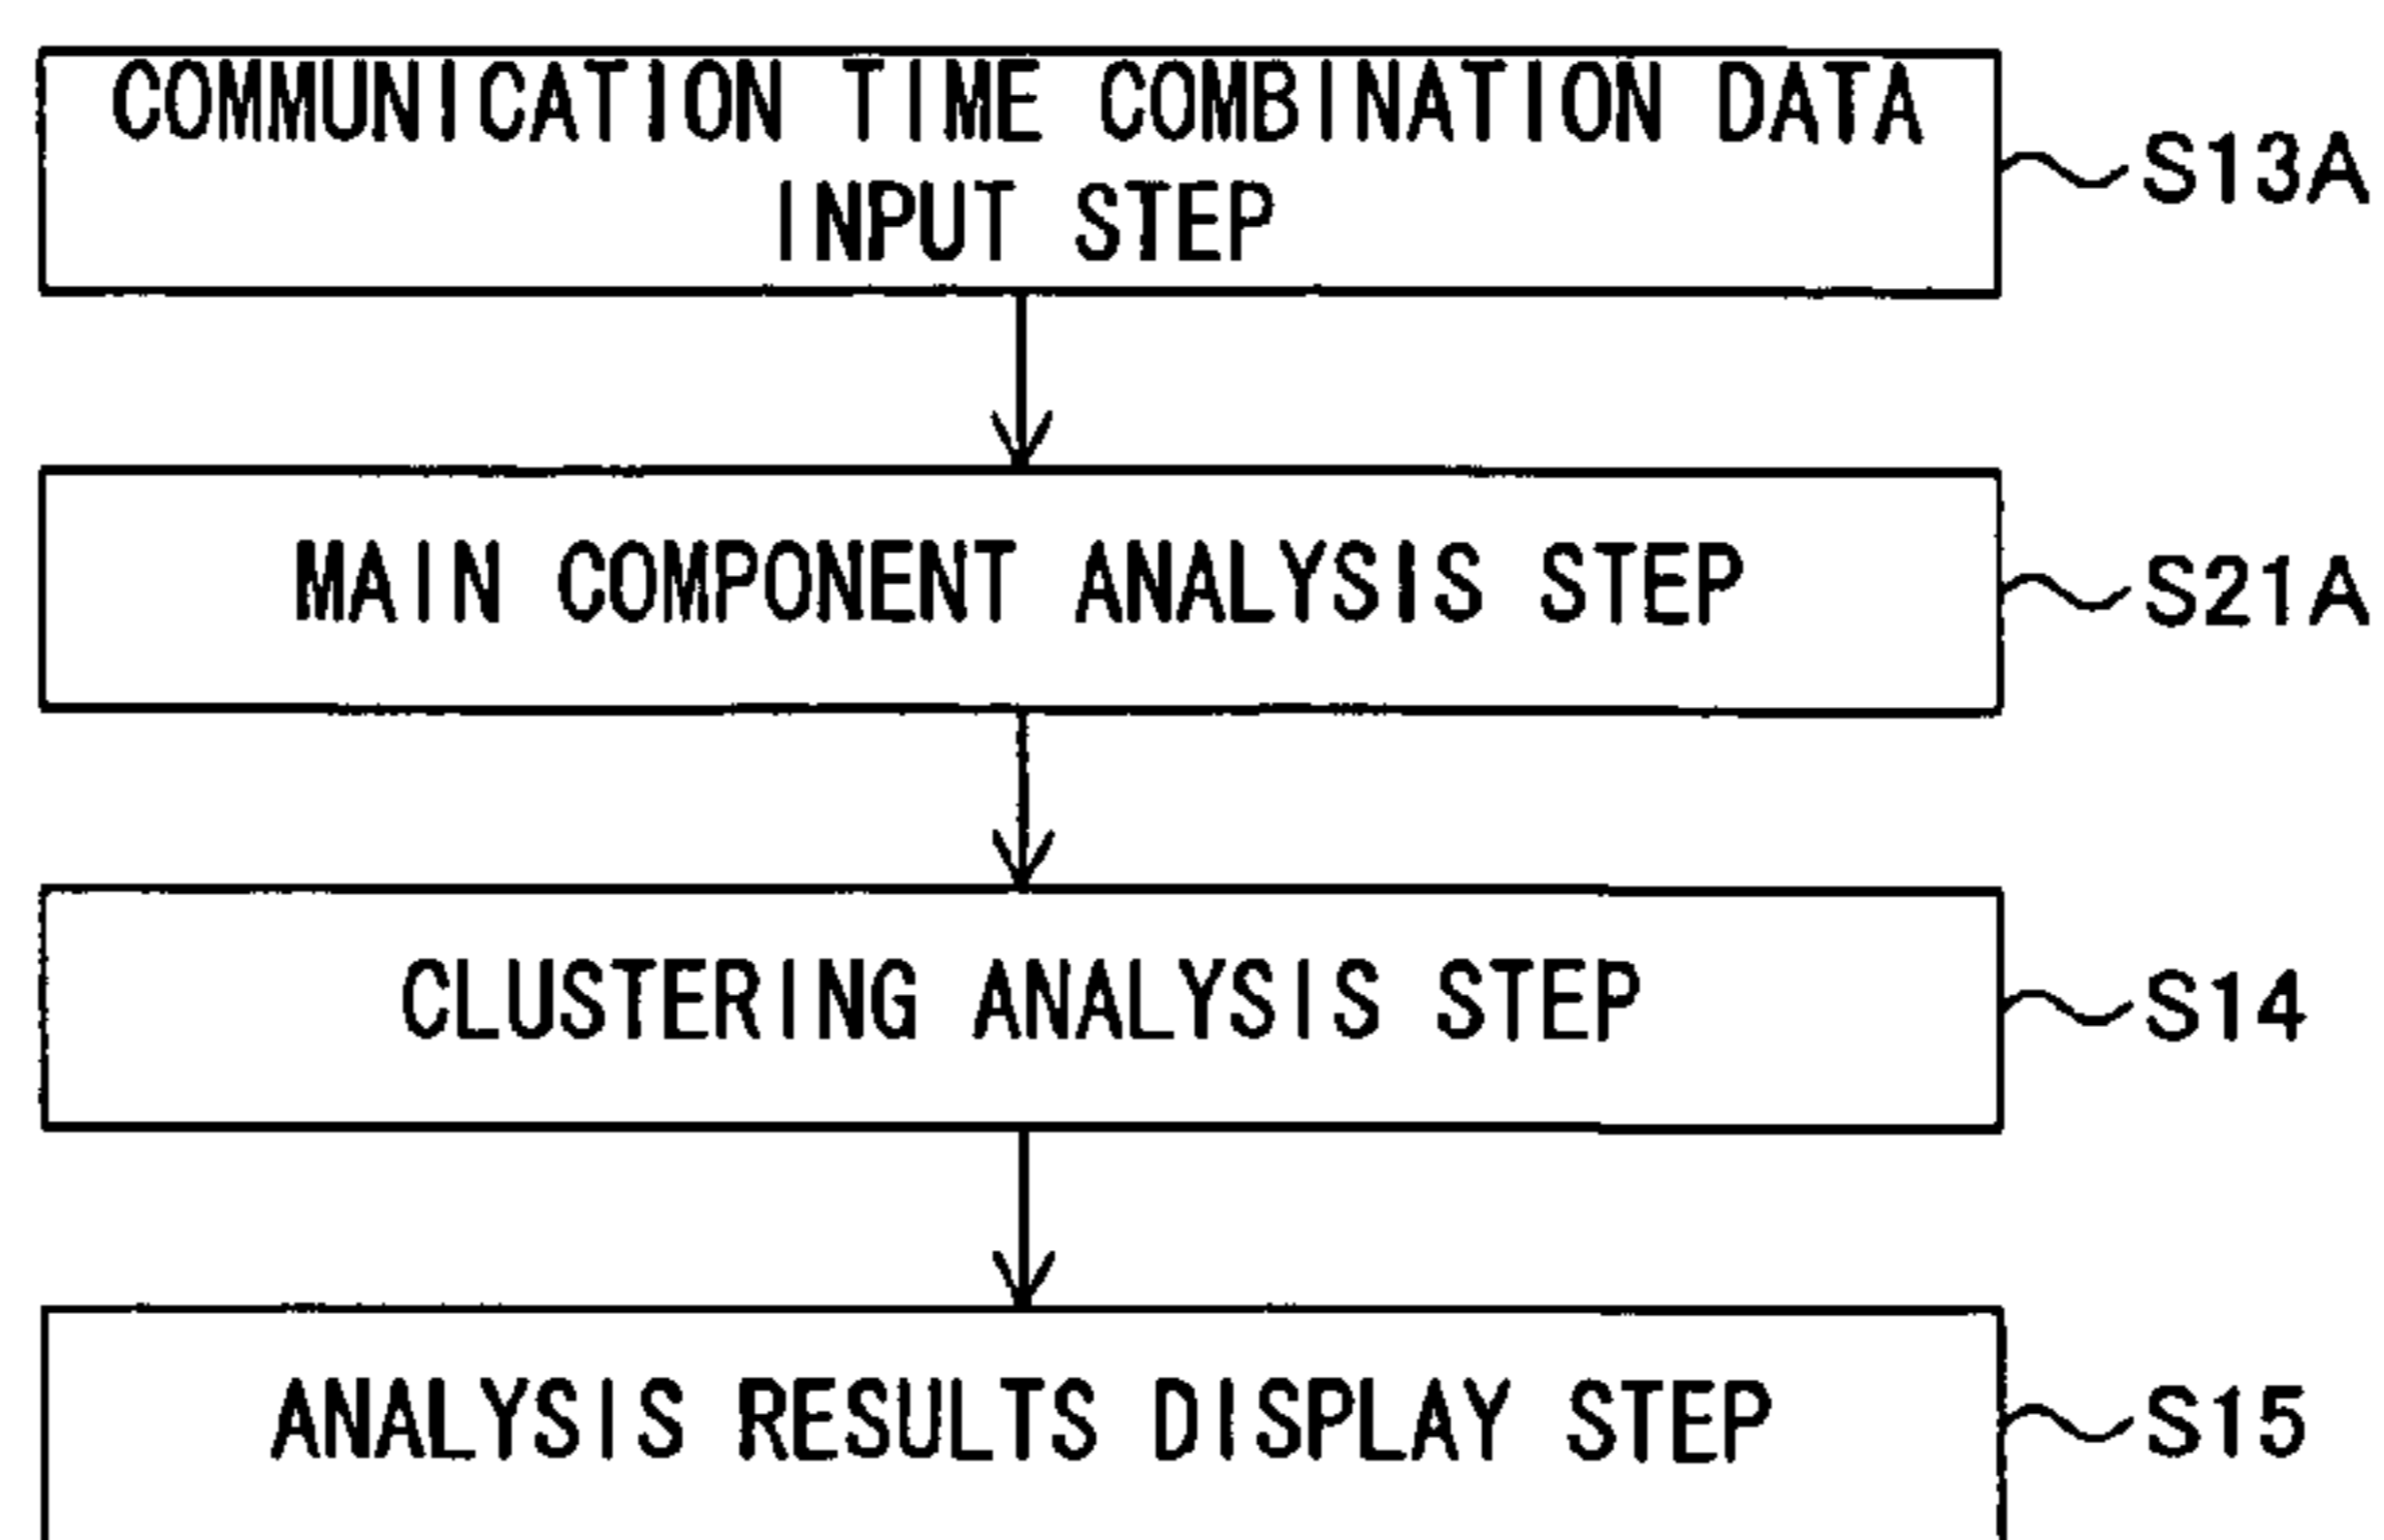 COMMUNICATION TIME COMBINATION DATA
INPUT STEP
S13A
MAIN COMPONENT ANALYSIS STEP
S21A
CLUSTERING ANALYSIS STEP
S14
ANALYSIS RESULTS DISPLAY STEP
S15